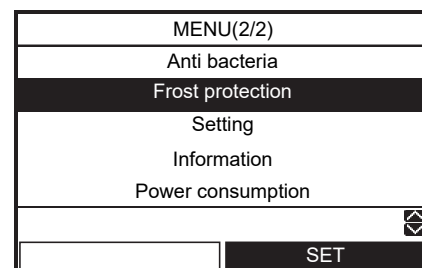 MENU(2/2)
Anti bacteria
Frost protection
Setting
Information
Power consumption
SET